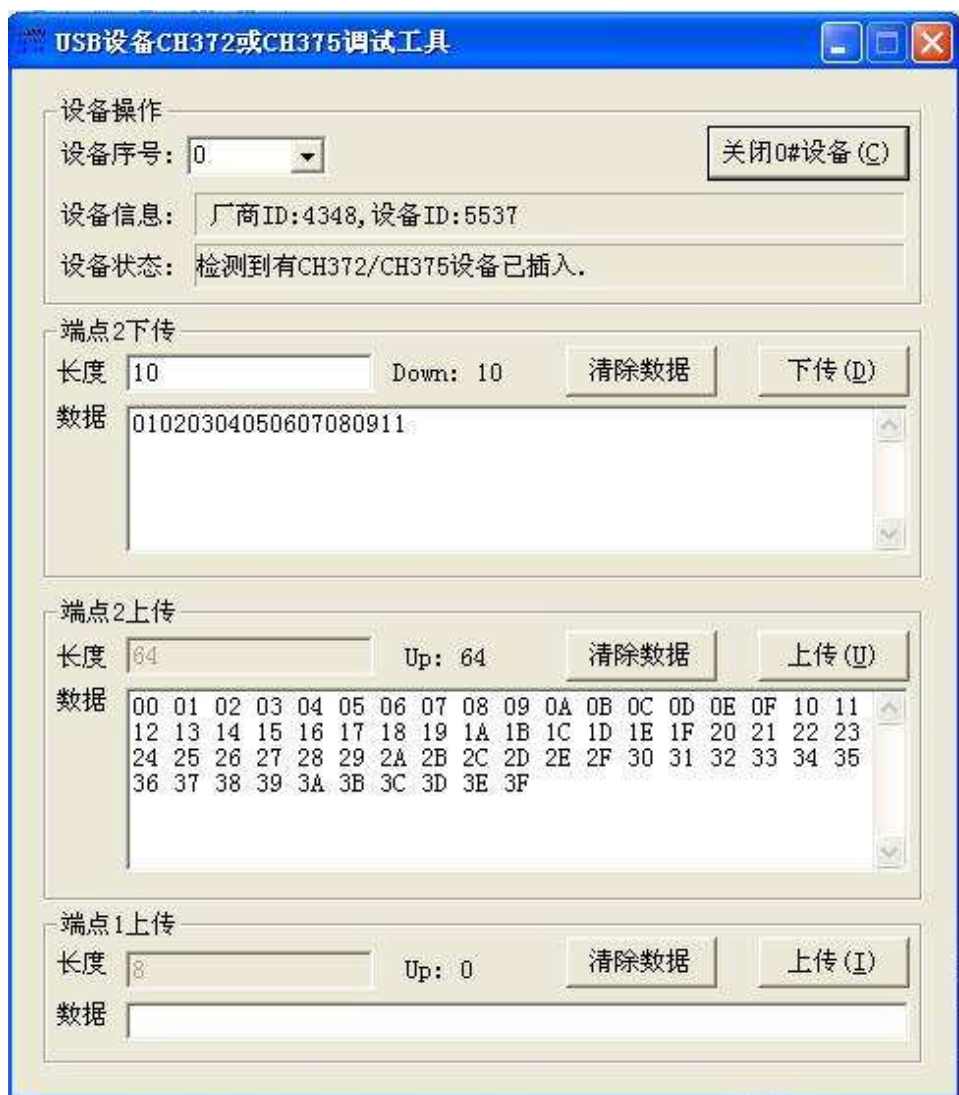 USB设备CH372或CH375调试工具
设备操作
设备序号: 0 关闭0#设备(C)
设备信息: 厂商ID:4348,设备ID:5537
设备状态: 检测到有CH372/CH375设备已插入.
端点2下传
长度 10 Down: 10 清除数据 下传(D)
数据 01020304050607080911
端点2上传
长度 64 Up: 64 清除数据 上传(U)
数据 00 01 02 03 04 05 06 07 08 09 0A 0B 0C 0D 0E 0F 10 11
12 13 14 15 16 17 18 19 1A 1B 1C 1D 1E 1F 20 21 22 23
24 25 26 27 28 29 2A 2B 2C 2D 2E 2F 30 31 32 33 34 35
36 37 38 39 3A 3B 3C 3D 3E 3F
端点1上传
长度 8 Up: 0 清除数据 上传(I)
数据